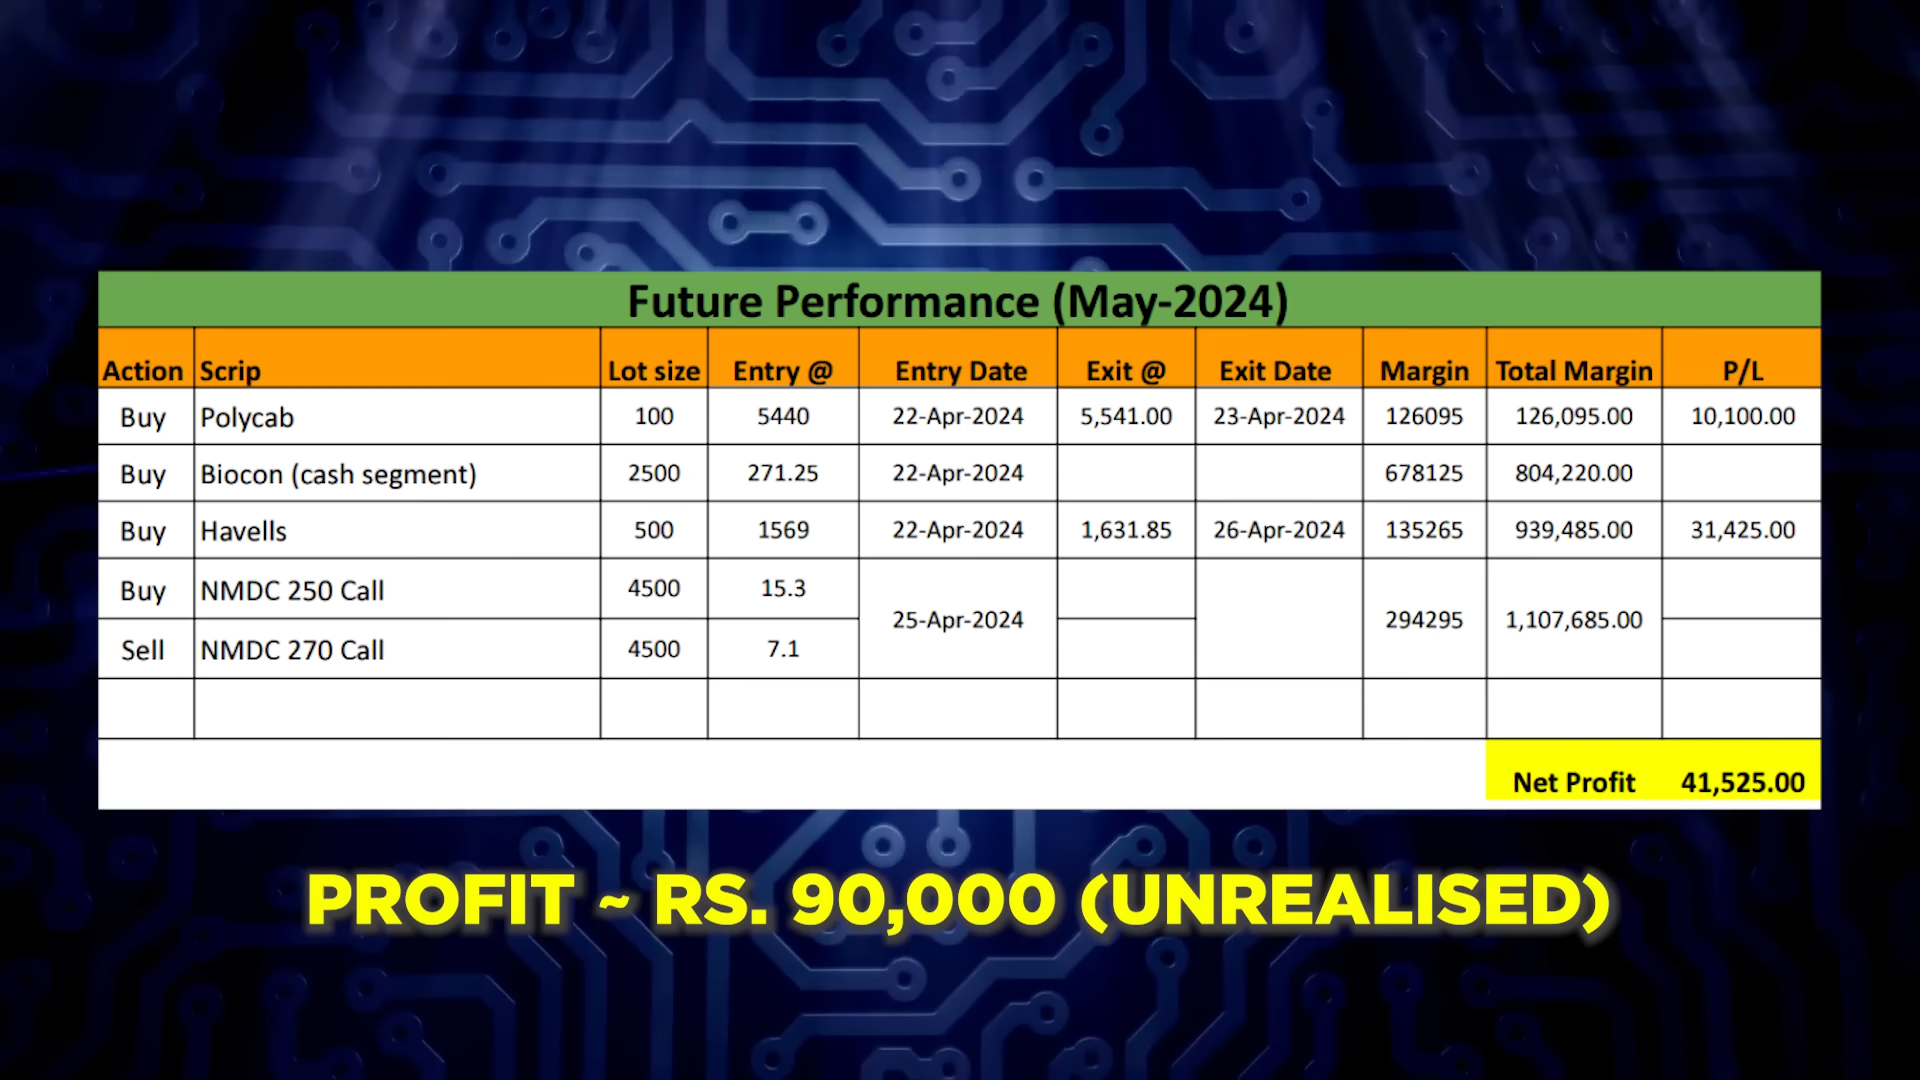 Future Performance (May-2024)
Action Scrip Lot size Entry @ Entry Date Exit @ Exit Date Margin Total Margin P/L
Buy Polycab 100 5440 22-Apr-2024 5,541.00 23-Apr-2024 126095 126,095.00 10,100.00
Buy Biocon (cash segment) 2500 271.25 22-Apr-2024 678125 804,220.00
Buy Havells 500 1569 22-Apr-2024 1,631.85 26-Apr-2024 135265 939,485.00 31,425.00
Buy NMDC 250 Call 4500 15.3
25-Apr-2024 294295 1,107,685.00
Sell NMDC 270 Call 4500 7.1
Net Profit 41,525.00
PROFIT ~ RS. 90,000 (UNREALISED)